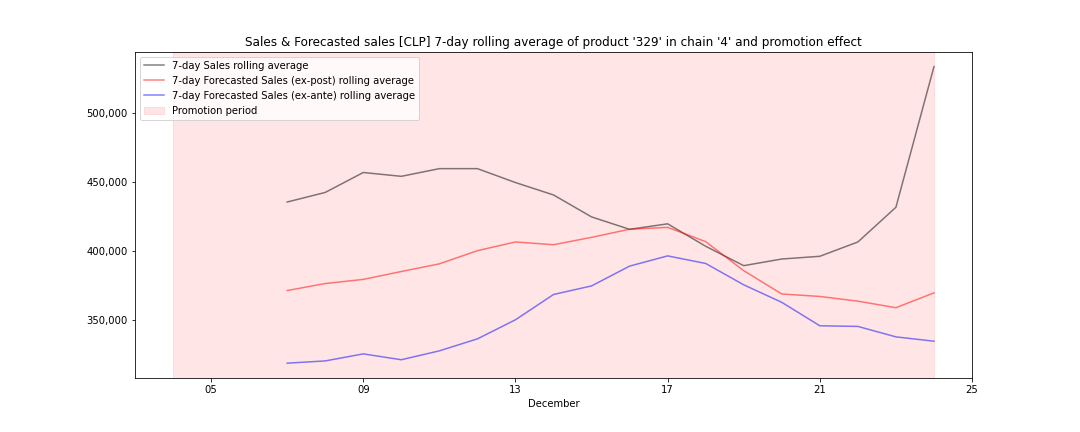 Sales & Forecasted sales [CLP] 7-day rolling average of product '329' in chain '4' and promotion effect
7-day Sales rolling average
7-day Forecasted Sales (ex-post) rolling average
7-day Forecasted Sales (ex-ante) rolling average
Promotion period
500,000
450,000
400,000
350,000
05
09
13
17
21
25
December